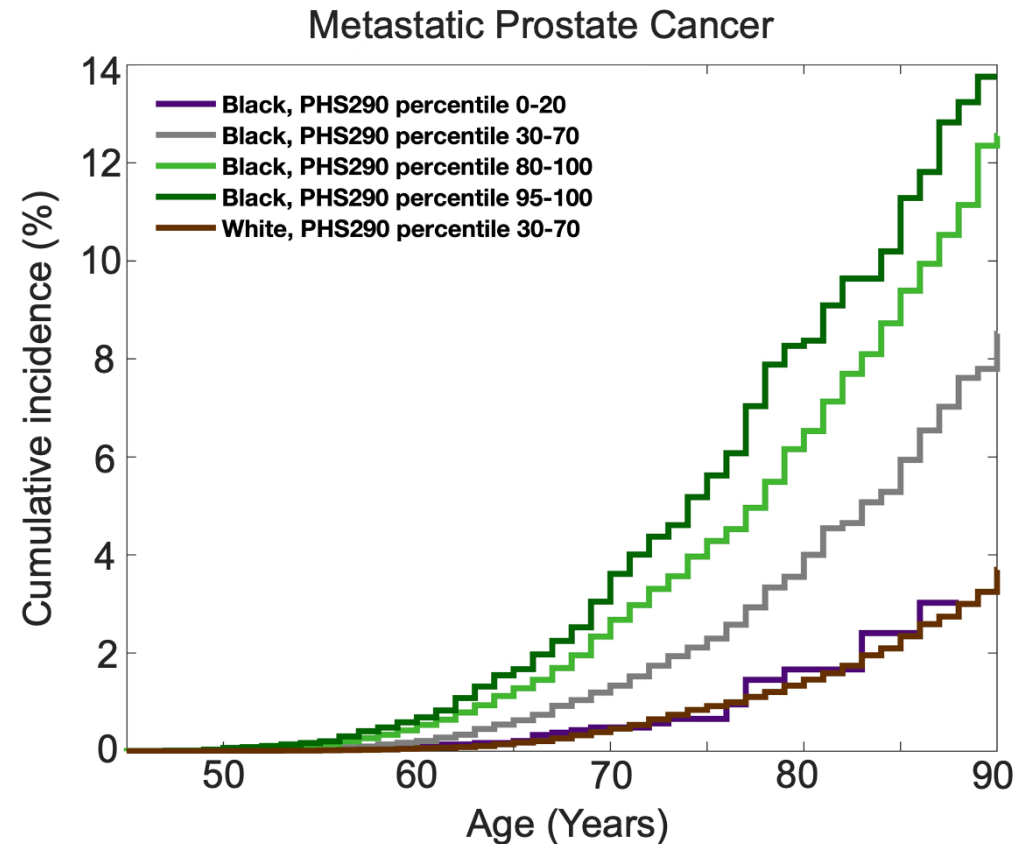 Metastatic Prostate Cancer
14
12
10
8
6
4
2
0
Cumulative incidence (%)
Black, PHS290 percentile 0-20
Black, PHS290 percentile 30-70
Black, PHS290 percentile 80-100
Black, PHS290 percentile 95-100
White, PHS290 percentile 30-70
50 60 70 80 90
Age (Years)